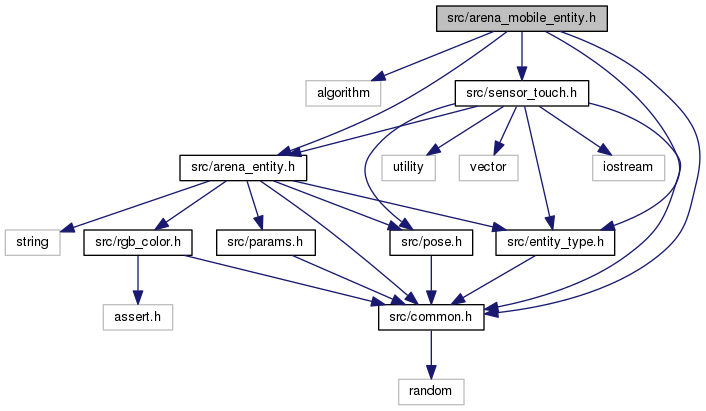 src/arena_mobile_entity.h
algorithm
src/sensor_touch.h
src/arena_entity.h
utility
vector
iostream
string
src/rgb_color.h
src/params.h
src/pose.h
src/entity_type.h
assert.h
src/common.h
random